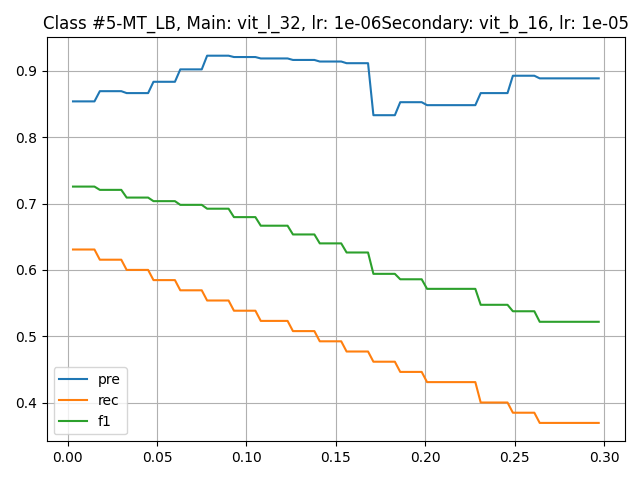 Class #5-MT_LB, Main: vit_l_32, lr: 1e-06Secondary: vit_b_16, lr: 1e-05
0.9
0.8
0.7
0.6
0.5
0.4
pre
rec
f1
0.00 0.05 0.10 0.15 0.20 0.25 0.30